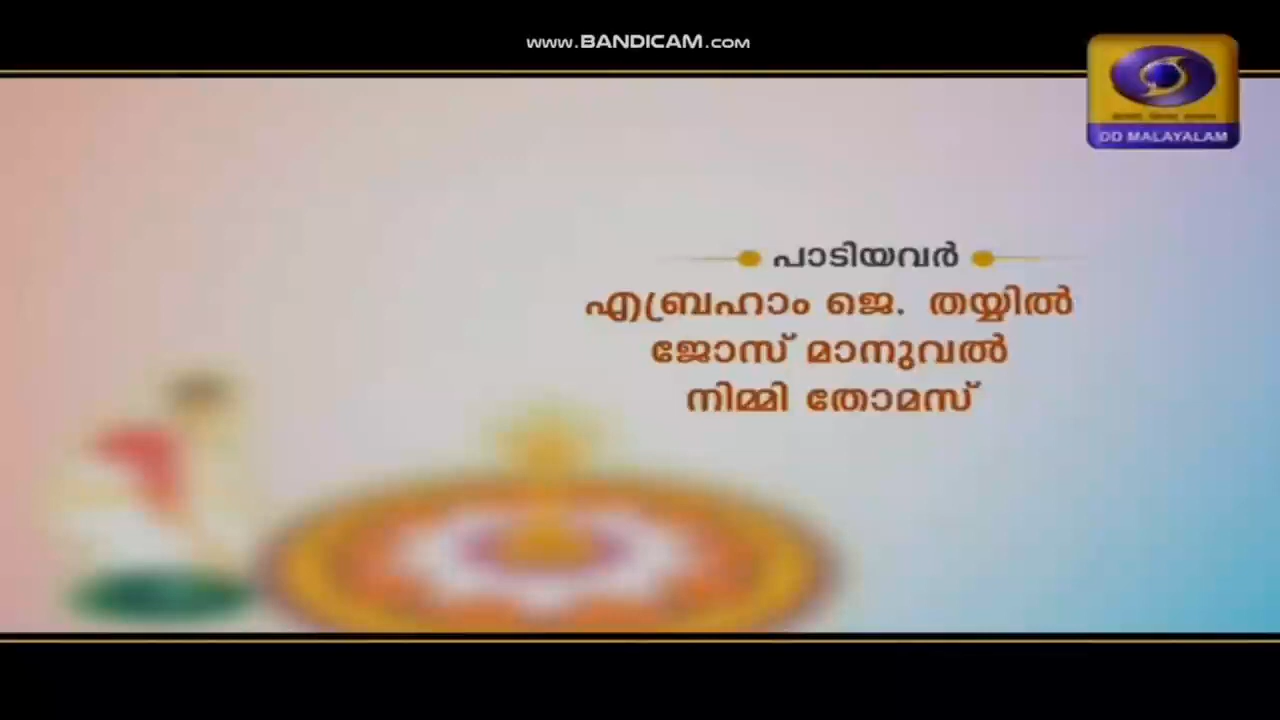 www.BANDICAM.com
DD MALAYALAM
പാടിയവർ
എബ്രഹാം ജെ. തയ്യിൽ
ജോസ് മാനുവൽ
നിമ്മി തോമസ്